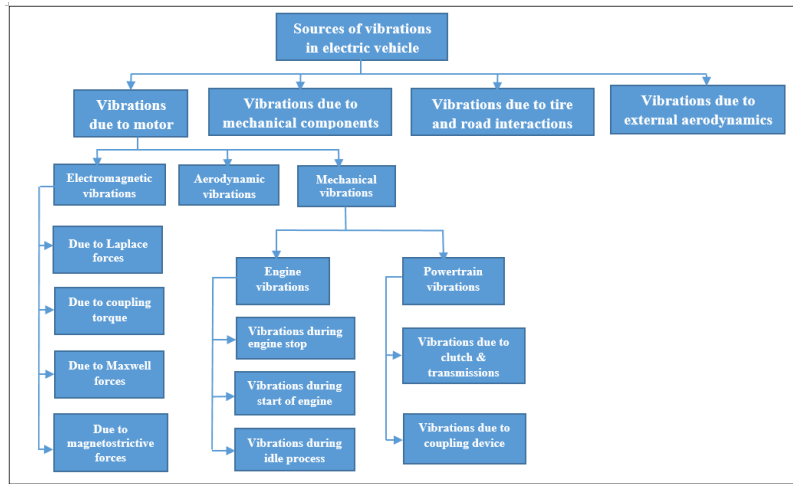 Sources of vibrations
in electric vehicle
Vibrations
due to motor
Vibrations due to
mechanical components
Vibrations due to tire
and road interactions
Vibrations due to
external aerodynamics
Electromagnetic
vibrations
Aerodynamic
vibrations
Mechanical
vibrations
Due to Laplace
forces
Due to coupling
torque
Due to Maxwell
forces
Due to
magnetostrictive
forces
Engine
vibrations
Vibrations during
engine stop
Vibrations during
start of engine
Vibrations during
idle process
Powertrain
vibrations
Vibrations due to
clutch &
transmissions
Vibrations due to
coupling device